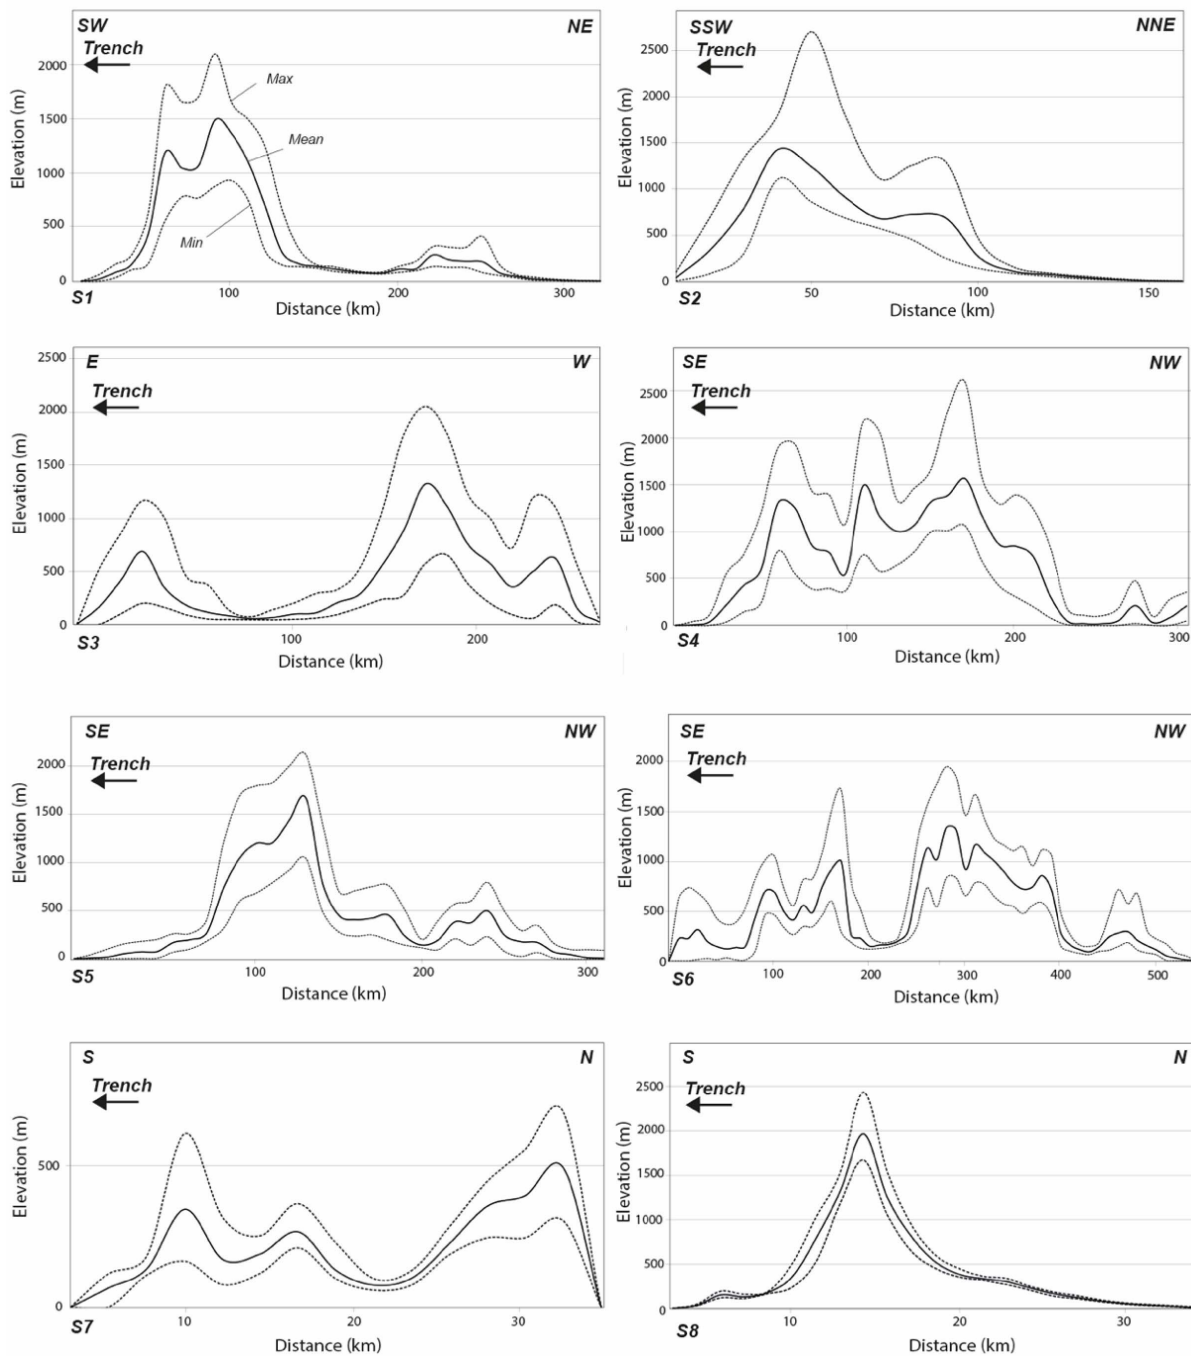 SW NE
Trench
2000
Max
1500
Mean
1000
500
Min
0
Elevation (m)
100 200 300
S1
Distance (km)
SSW NNE
Trench
2500
2000
1500
1000
500
0
Elevation (m)
50 100 150
S2
Distance (km)
2500
E W
Trench
2000
1500
1000
500
0
Elevation (m)
100 200
S3
Distance (km)
SE NW
2500
Trench
2000
1500
1000
500
0
Elevation (m)
100 200 300
S4
Distance (km)
SE NW
Trench
2000
1500
1000
500
0
Elevation (m)
100 200 300
S5
Distance (km)
SE NW
Trench
2000
1500
1000
500
0
Elevation (m)
100 200 300 400 500
S6
Distance (km)
S N
Trench
500
0
Elevation (m)
10 20 30
S7
Distance (km)
S N
Trench
2500
2000
1500
1000
500
0
Elevation (m)
10 20 30
S8
Distance (km)